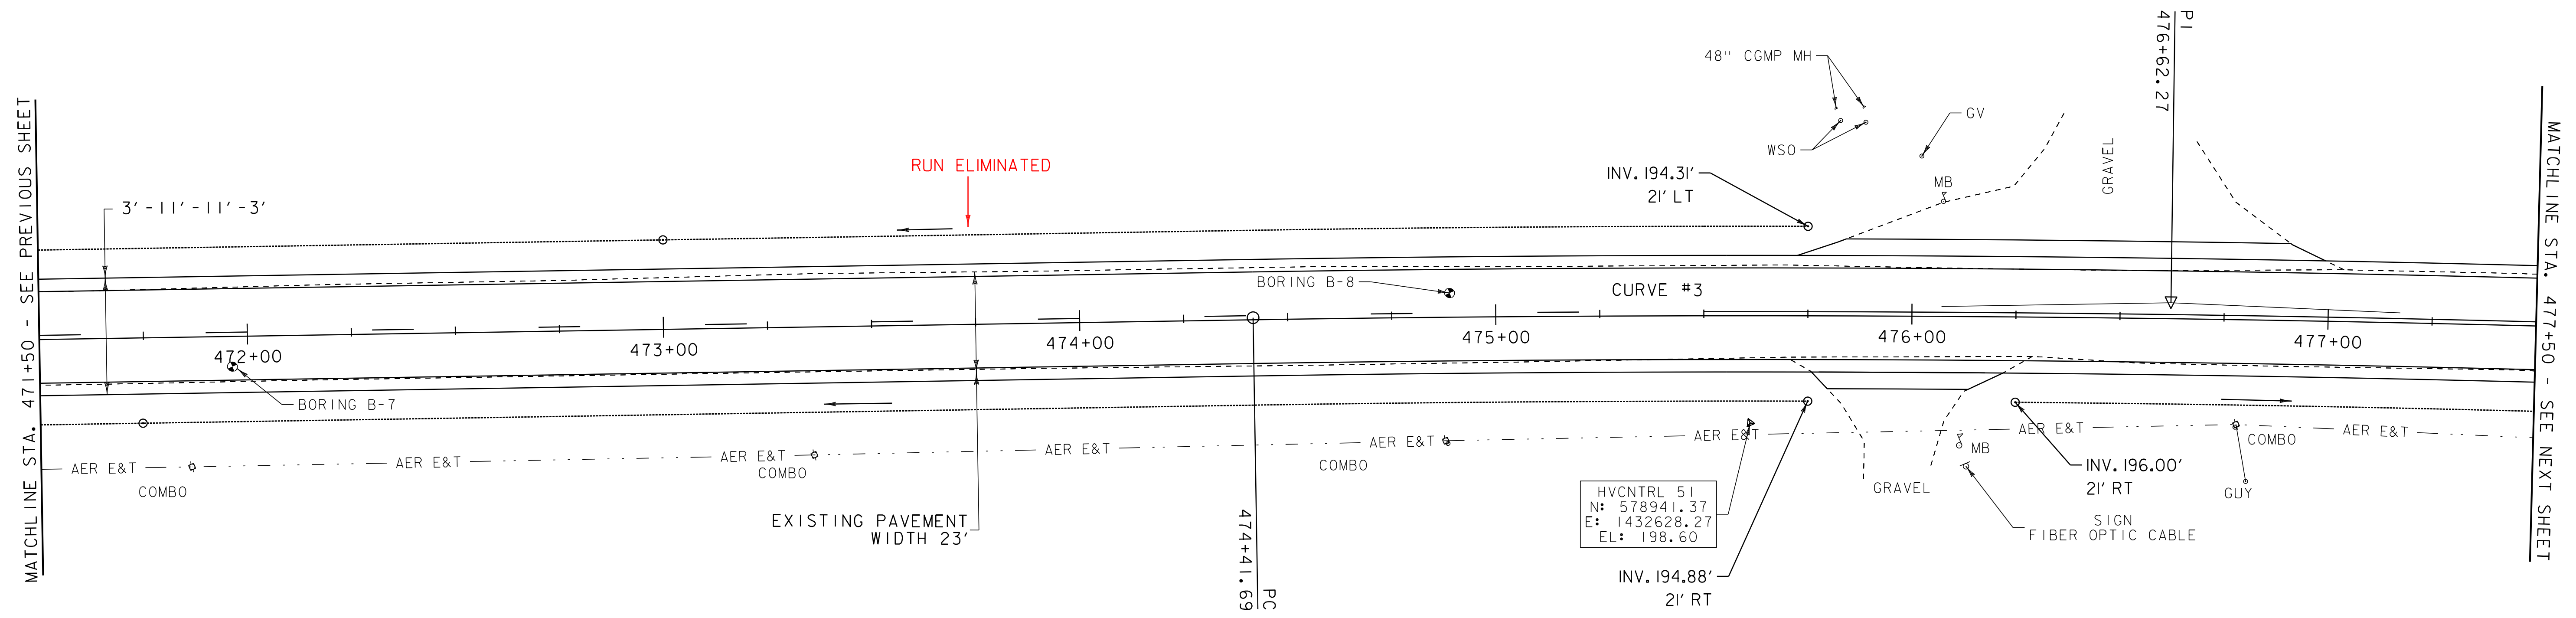 MATCHLINE STA. 471+50 - SEE PREVIOUS SHEET
3'-11'-11'-3'
RUN ELIMINATED
48" CGMP MH
WSO
GV
MB
GRAVEL
PI
476+62.27
INV. 194.31'
21' LT
BORING B-8
CURVE #3
472+00
473+00
474+00
475+00
476+00
477+00
BORING B-7
AER E&T
AER E&T
AER E&T
AER E&T
AER E&T
AER E&T
AER E&T
AER E&T
COMBO
COMBO
COMBO
COMBO
EXISTING PAVEMENT
WIDTH 23'
474+41.69
PC
HVCNTRL 51
N: 578941.37
E: 1432628.27
EL: 198.60
INV. 194.88'
21' RT
GRAVEL
MB
INV. 196.00'
21' RT
SIGN
FIBER OPTIC CABLE
GUY
MATCHLINE STA. 477+50 - SEE NEXT SHEET